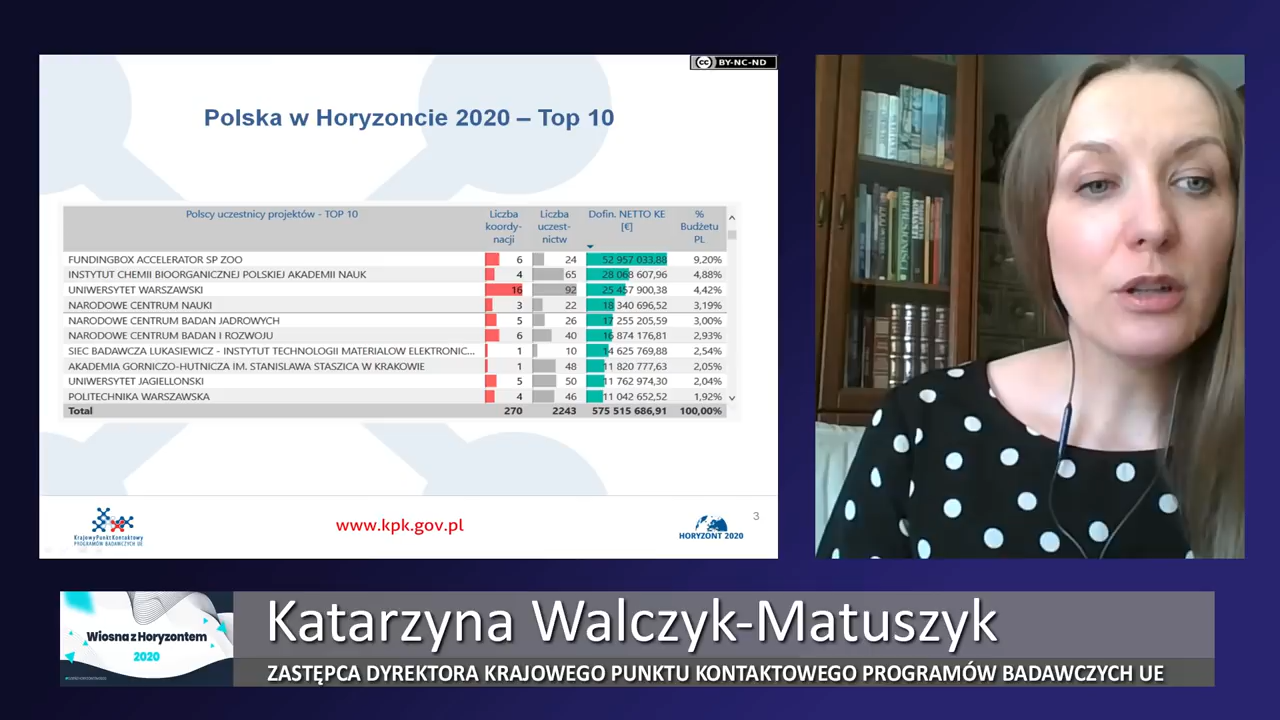 BY-NC-ND
Polska w Horyzoncie 2020 – Top 10
Polscy uczestnicy projektów - TOP 10
Liczba koordy-nacji
Liczba uczest-nictw
Dofin. NETTO KE [€]
% Budżetu PL
FUNDINGBOX ACCELERATOR SP ZOO 6 24 52 957 033,88 9,20%
INSTYTUT CHEMII BIOORGANICZNEJ POLSKIEJ AKADEMII NAUK 4 65 28 068 607,96 4,88%
UNIWERSYTET WARSZAWSKI 16 92 25 457 900,38 4,42%
NARODOWE CENTRUM NAUKI 3 22 18 340 696,52 3,19%
NARODOWE CENTRUM BADAN JADROWYCH 5 26 17 255 205,59 3,00%
NARODOWE CENTRUM BADAN I ROZWOJU 6 40 16 874 176,81 2,93%
SIEC BADAWCZA LUKASIEWICZ - INSTYTUT TECHNOLOGII MATERIALOW ELEKTRONIC... 1 10 14 625 769,88 2,54%
AKADEMIA GORNICZO-HUTNICZA IM. STANISLAWA STASZICA W KRAKOWIE 1 48 11 820 777,63 2,05%
UNIWERSYTET JAGIELLONSKI 5 50 11 762 974,30 2,04%
POLITECHNIKA WARSZAWSKA 4 46 11 042 652,52 1,92%
Total 270 2243 575 515 686,91 100,00%
Krajowy Punkt Kontaktowy
PROGRAMÓW BADAWCZYCH UE
www.kpk.gov.pl
HORYZONT 2020
3
Wiosna z Horyzontem
2020
Katarzyna Walczyk-Matuszyk
ZASTĘPCA DYREKTORA KRAJOWEGO PUNKTU KONTAKTOWEGO PROGRAMÓW BADAWCZYCH UE